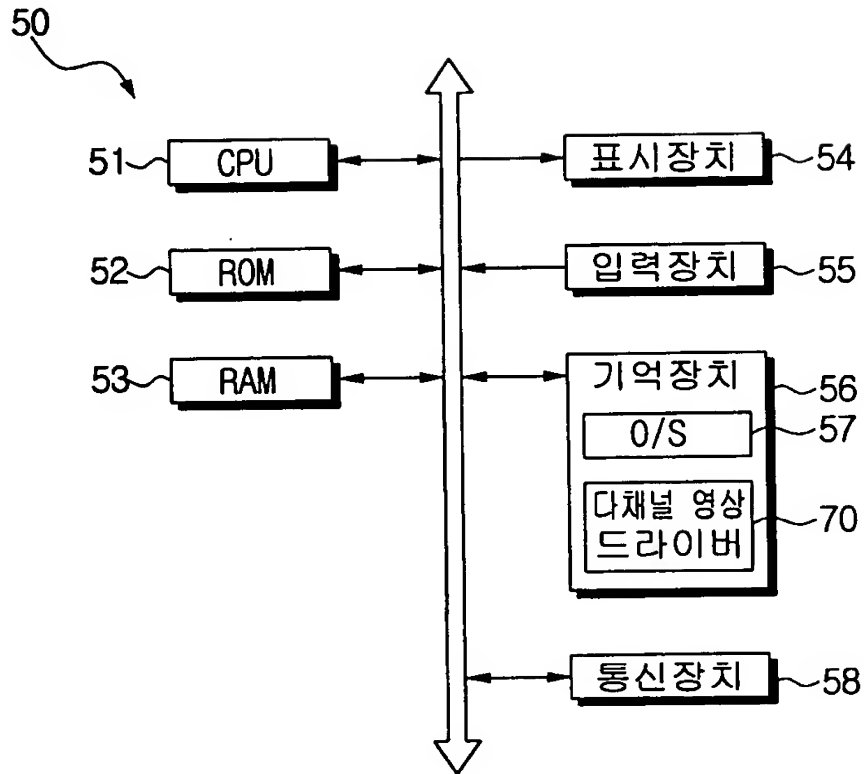 50
51
CPU
표시장치
54
52
ROM
입력장치
55
53
RAM
기억장치
56
O/S
57
다채널 영상
드라이버
70
통신장치
58